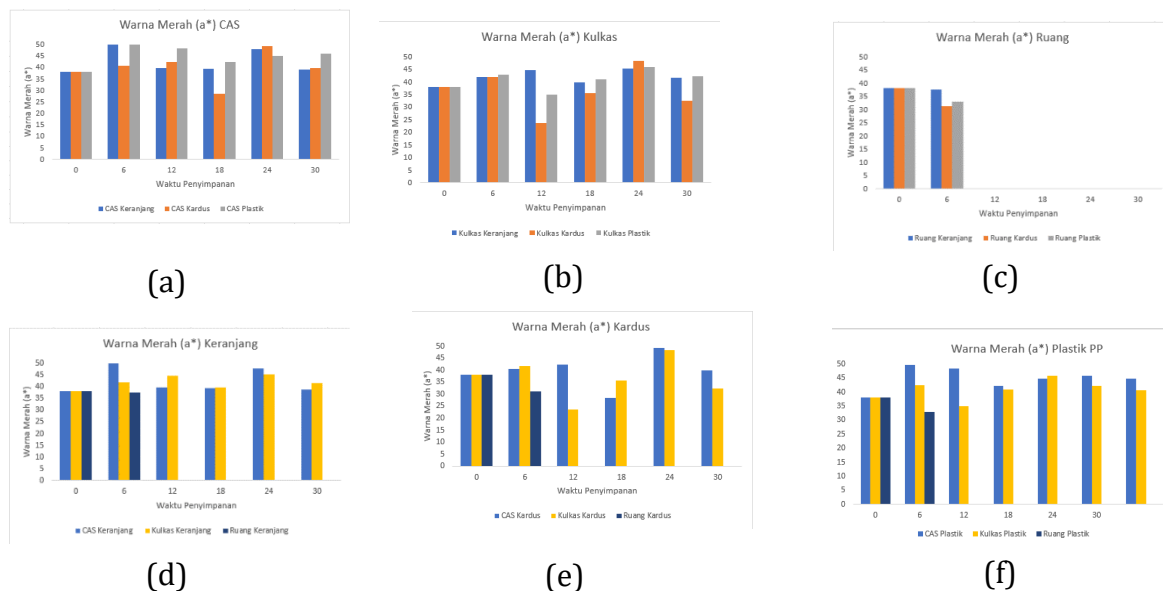 Warna Merah (a*) CAS
Warna Merah (a*)
50
45
40
35
30
25
20
15
10
5
0
0 6 12 18 24 30
Waktu Penyimpanan
CAS Keranjang CAS Kardus CAS Plastik
(a)
Warna Merah (a*) Kulkas
Warna Merah (a*)
50
45
40
35
30
25
20
15
10
5
0
0 6 12 18 24 30
Waktu Penyimpanan
Kulkas Keranjang Kulkas Kardus Kulkas Plastik
(b)
Warna Merah (a*) Ruang
Warna Merah (a*)
50
45
40
35
30
25
20
15
10
5
0
0 6 12 18 24 30
Waktu Penyimpanan
Ruang Keranjang Ruang Kardus Ruang Plastik
(c)
Warna Merah (a*) Keranjang
Warna Merah (a*)
50
45
40
35
30
25
20
15
10
5
0
0 6 12 18 24 30
Waktu Penyimpanan
CAS Keranjang Kulkas Keranjang Ruang Keranjang
(d)
Warna Merah (a*) Kardus
Warna Merah (a*)
50
45
40
35
30
25
20
15
10
5
0
0 6 12 18 24 30
Waktu Penyimpanan
CAS Kardus Kulkas Kardus Ruang Kardus
(e)
Warna Merah (a*) Plastik PP
Warna Merah (a*)
50
45
40
35
30
25
20
15
10
5
0
0 6 12 18 24 30
Waktu Penyimpanan
CAS Plastik Kulkas Plastik Ruang Plastik
(f)